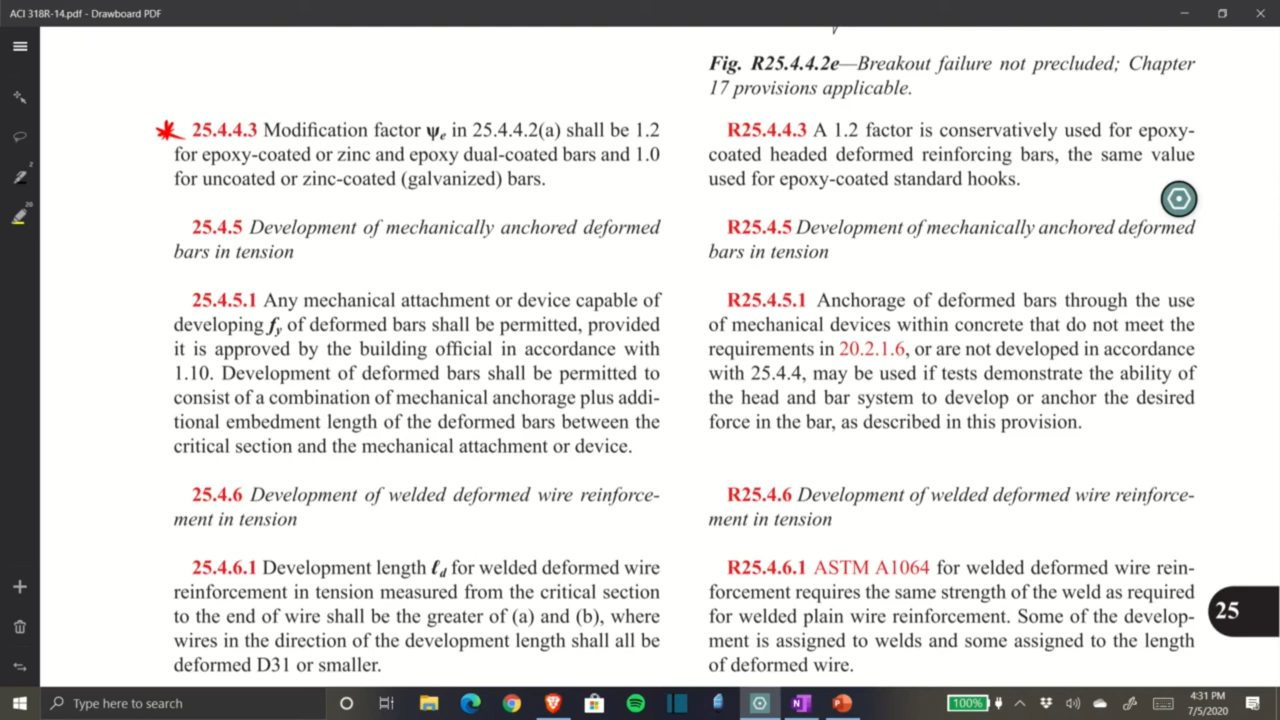 ACI 318R-14.pdf - Drawboard PDF
Fig. R25.4.4.2e—Breakout failure not precluded; Chapter
17 provisions applicable.
25.4.4.3 Modification factor ψe in 25.4.4.2(a) shall be 1.2
for epoxy-coated or zinc and epoxy dual-coated bars and 1.0
for uncoated or zinc-coated (galvanized) bars.
25.4.5 Development of mechanically anchored deformed
bars in tension
25.4.5.1 Any mechanical attachment or device capable of
developing fy of deformed bars shall be permitted, provided
it is approved by the building official in accordance with
1.10. Development of deformed bars shall be permitted to
consist of a combination of mechanical anchorage plus addi-
tional embedment length of the deformed bars between the
critical section and the mechanical attachment or device.
25.4.6 Development of welded deformed wire reinforce-
ment in tension
25.4.6.1 Development length ℓd for welded deformed wire
reinforcement in tension measured from the critical section
to the end of wire shall be the greater of (a) and (b), where
wires in the direction of the development length shall all be
deformed D31 or smaller.
R25.4.4.3 A 1.2 factor is conservatively used for epoxy-
coated headed deformed reinforcing bars, the same value
used for epoxy-coated standard hooks.
R25.4.5 Development of mechanically anchored deformed
bars in tension
R25.4.5.1 Anchorage of deformed bars through the use
of mechanical devices within concrete that do not meet the
requirements in 20.2.1.6, or are not developed in accordance
with 25.4.4, may be used if tests demonstrate the ability of
the head and bar system to develop or anchor the desired
force in the bar, as described in this provision.
R25.4.6 Development of welded deformed wire reinforce-
ment in tension
R25.4.6.1 ASTM A1064 for welded deformed wire rein-
forcement requires the same strength of the weld as required
for welded plain wire reinforcement. Some of the develop-
ment is assigned to welds and some assigned to the length
of deformed wire.
25
2
20
Type here to search
100%
4:31 PM
7/5/2020